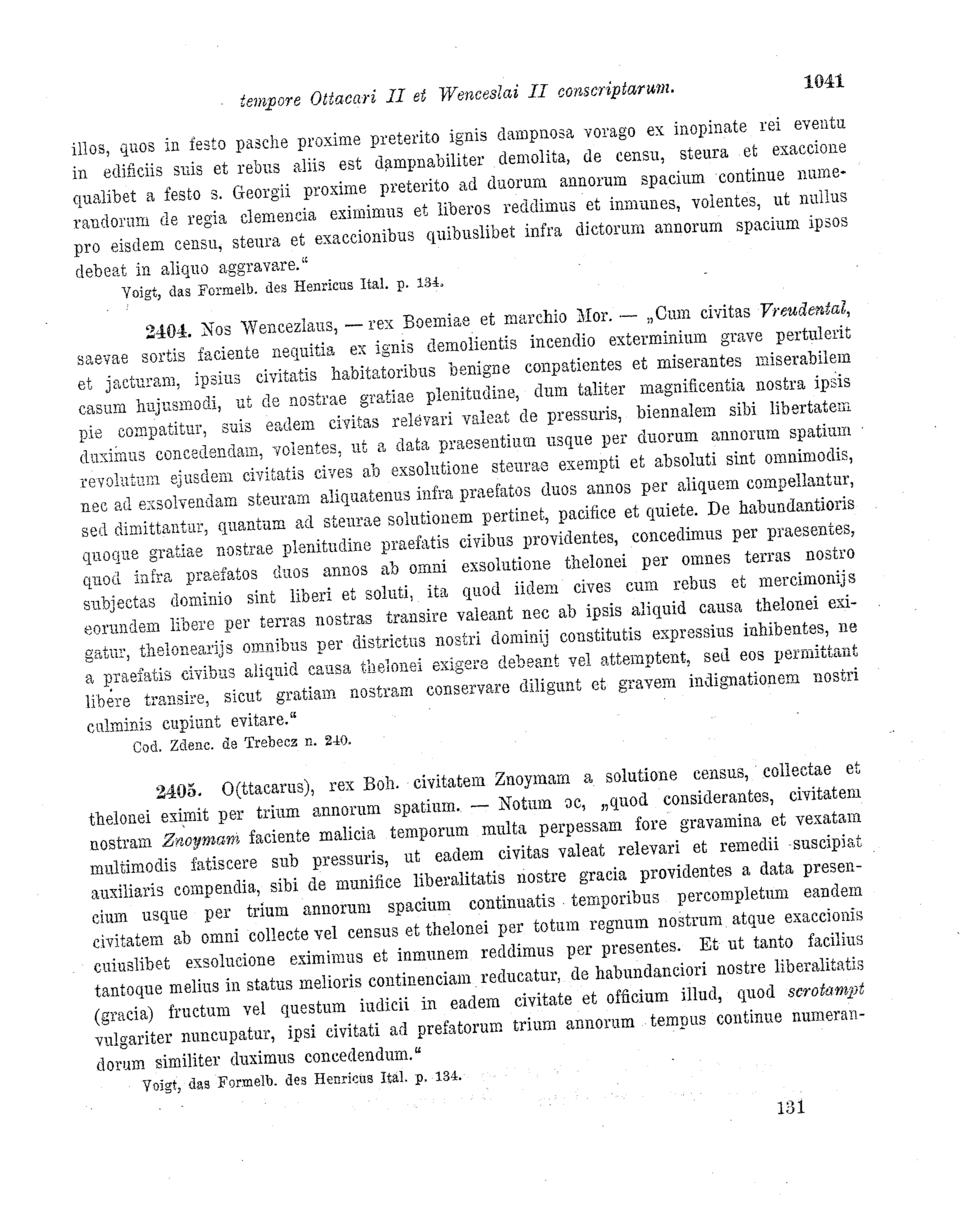 tempore Ottacari II et Wenceslai II conscriptarum. 1041
illos, quos in festo pasche proxime preterito ignis dampnosa vorago ex inopinate rei eventu
in edificiis suis et rebus aliis est dampnabiliter demolita, de censu, steura et exaccione
qualibet a festo s. Georgii proxime preterito ad duorum annorum spacium continue nume-
randorum de regia clemencia eximimus et liberos reddimus et inmunes, volentes, ut nullus
pro eisdem censu, steura et exaccionibus quibuslibet infra dictorum annorum spacium ipsos
debeat in aliquo aggravare.“
Voigt, das Formelb. des Henricus Ital. p. 134.
2404. Nos Wencezlaus, — rex Boemiae et marchio Mor. — „Cum civitas Vreudental,
saevae sortis faciente nequitia ex ignis demolientis incendio exterminium grave pertulerit
et jacturam, ipsius civitatis habitatoribus benigne conpatientes et miserantes miserabilem
casum hujusmodi, ut de nostrae gratiae plenitudine, dum taliter magnificentia nostra ipsis
pie compatitur, suis eadem civitas relevari valeat de pressuris, biennalem sibi libertatem
duximus concedendam, volentes, ut a data praesentium usque per duorum annorum spatium
revolutum ejusdem civitatis cives ab exsolutione steurae exempti et absoluti sint omnimodis,
nec ad exsolvendam steuram aliquatenus infra praefatos duos annos per aliquem compellantur,
sed dimittantur, quantum ad steurae solutionem pertinet, pacifice et quiete. De habundantioris
quoque gratiae nostrae plenitudine praefatis civibus providentes, concedimus per praesentes,
quod infra praefatos duos annos ab omni exsolutione thelonei per omnes terras nostro
subjectas dominio sint liberi et soluti, ita quod iidem cives cum rebus et mercimonijs
eorundem libere per terras nostras transire valeant nec ab ipsis aliquid causa thelonei exi-
gatur, thelonearijs omnibus per districtus nostri dominij constitutis expressius inhibentes, ne
a praefatis civibus aliquid causa thelonei exigere debeant vel attemptent, sed eos permittant
libere transire, sicut gratiam nostram conservare diligunt et gravem indignationem nostri
culminis cupiunt evitare.“
Cod. Zdenc. de Trebecz n. 240.
2405. O(ttacarus), rex Boh. civitatem Znoymam a solutione census, collectae et
thelonei eximit per trium annorum spatium. — Notum ɔc, „quod considerantes, civitatem
nostram Znoymam faciente malicia temporum multa perpessam fore gravamina et vexatam
multimodis fatiscere sub pressuris, ut eadem civitas valeat relevari et remedii suscipiat
auxiliaris compendia, sibi de munifice liberalitatis nostre gracia providentes a data presen-
cium usque per trium annorum spacium continuatis temporibus percompletum eandem
civitatem ab omni collecte vel census et thelonei per totum regnum nostrum atque exaccionis
cuiuslibet exsolucione eximimus et inmunem reddimus per presentes. Et ut tanto facilius
tantoque melius in status melioris continenciam reducatur, de habundanciori nostre liberalitatis
(gracia) fructum vel questum iudicii in eadem civitate et officium illud, quod scrotampt
vulgariter nuncupatur, ipsi civitati ad prefatorum trium annorum tempus continue numeran-
dorum similiter duximus concedendum.“
Voigt, das Formelb. des Henricus Ital. p. 134.
131